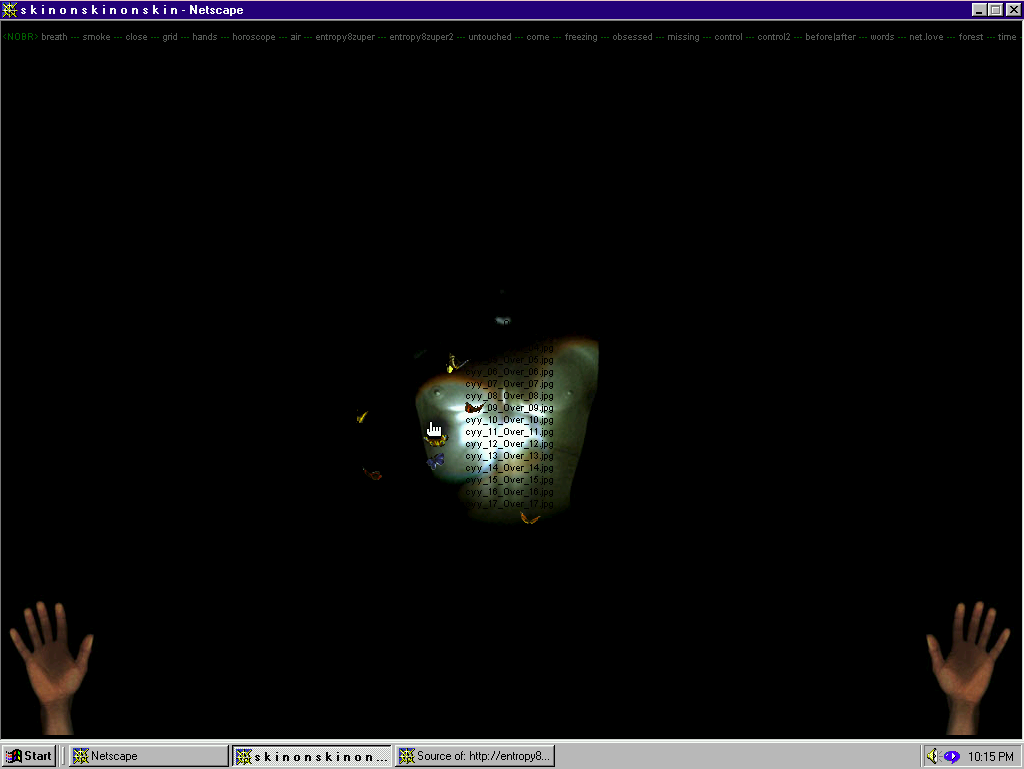 s k i n o n s k i n o n s k i n - Netscape
<NOBR> breath --- smoke --- close --- grid --- hands --- horoscope --- air --- entropy8zuper --- entropy8zuper2 --- untouched --- come --- freezing --- obsessed --- missing --- control --- control2 --- before|after --- words --- net.love --- forest --- time -
cyy_06_Over_06.jpg
cyy_07_Over_07.jpg
cyy_08_Over_08.jpg
_09_Over_09.jpg
cyy_10_Over_10.jpg
cyy_11_Over_11.jpg
cyy_12_Over_12.jpg
cyy_13_Over_13.jpg
cyy_14_Over_14.jpg
cyy_15_Over_15.jpg
cyy_16_Over_16.jpg
cyy_17_Over_17.jpg
Start
Netscape
s k i n o n s k i n o n ...
Source of: http://entropy8...
10:15 PM